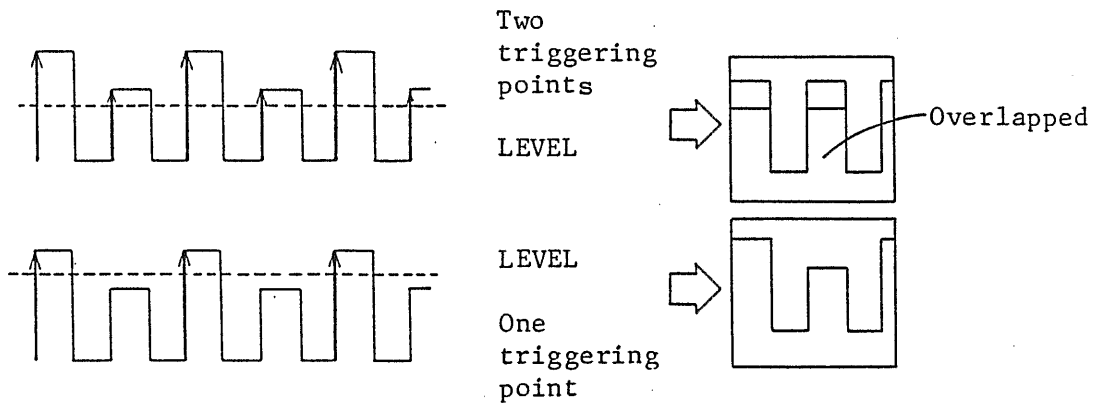 Two
triggering
points
LEVEL
Overlapped
LEVEL
One
triggering
point